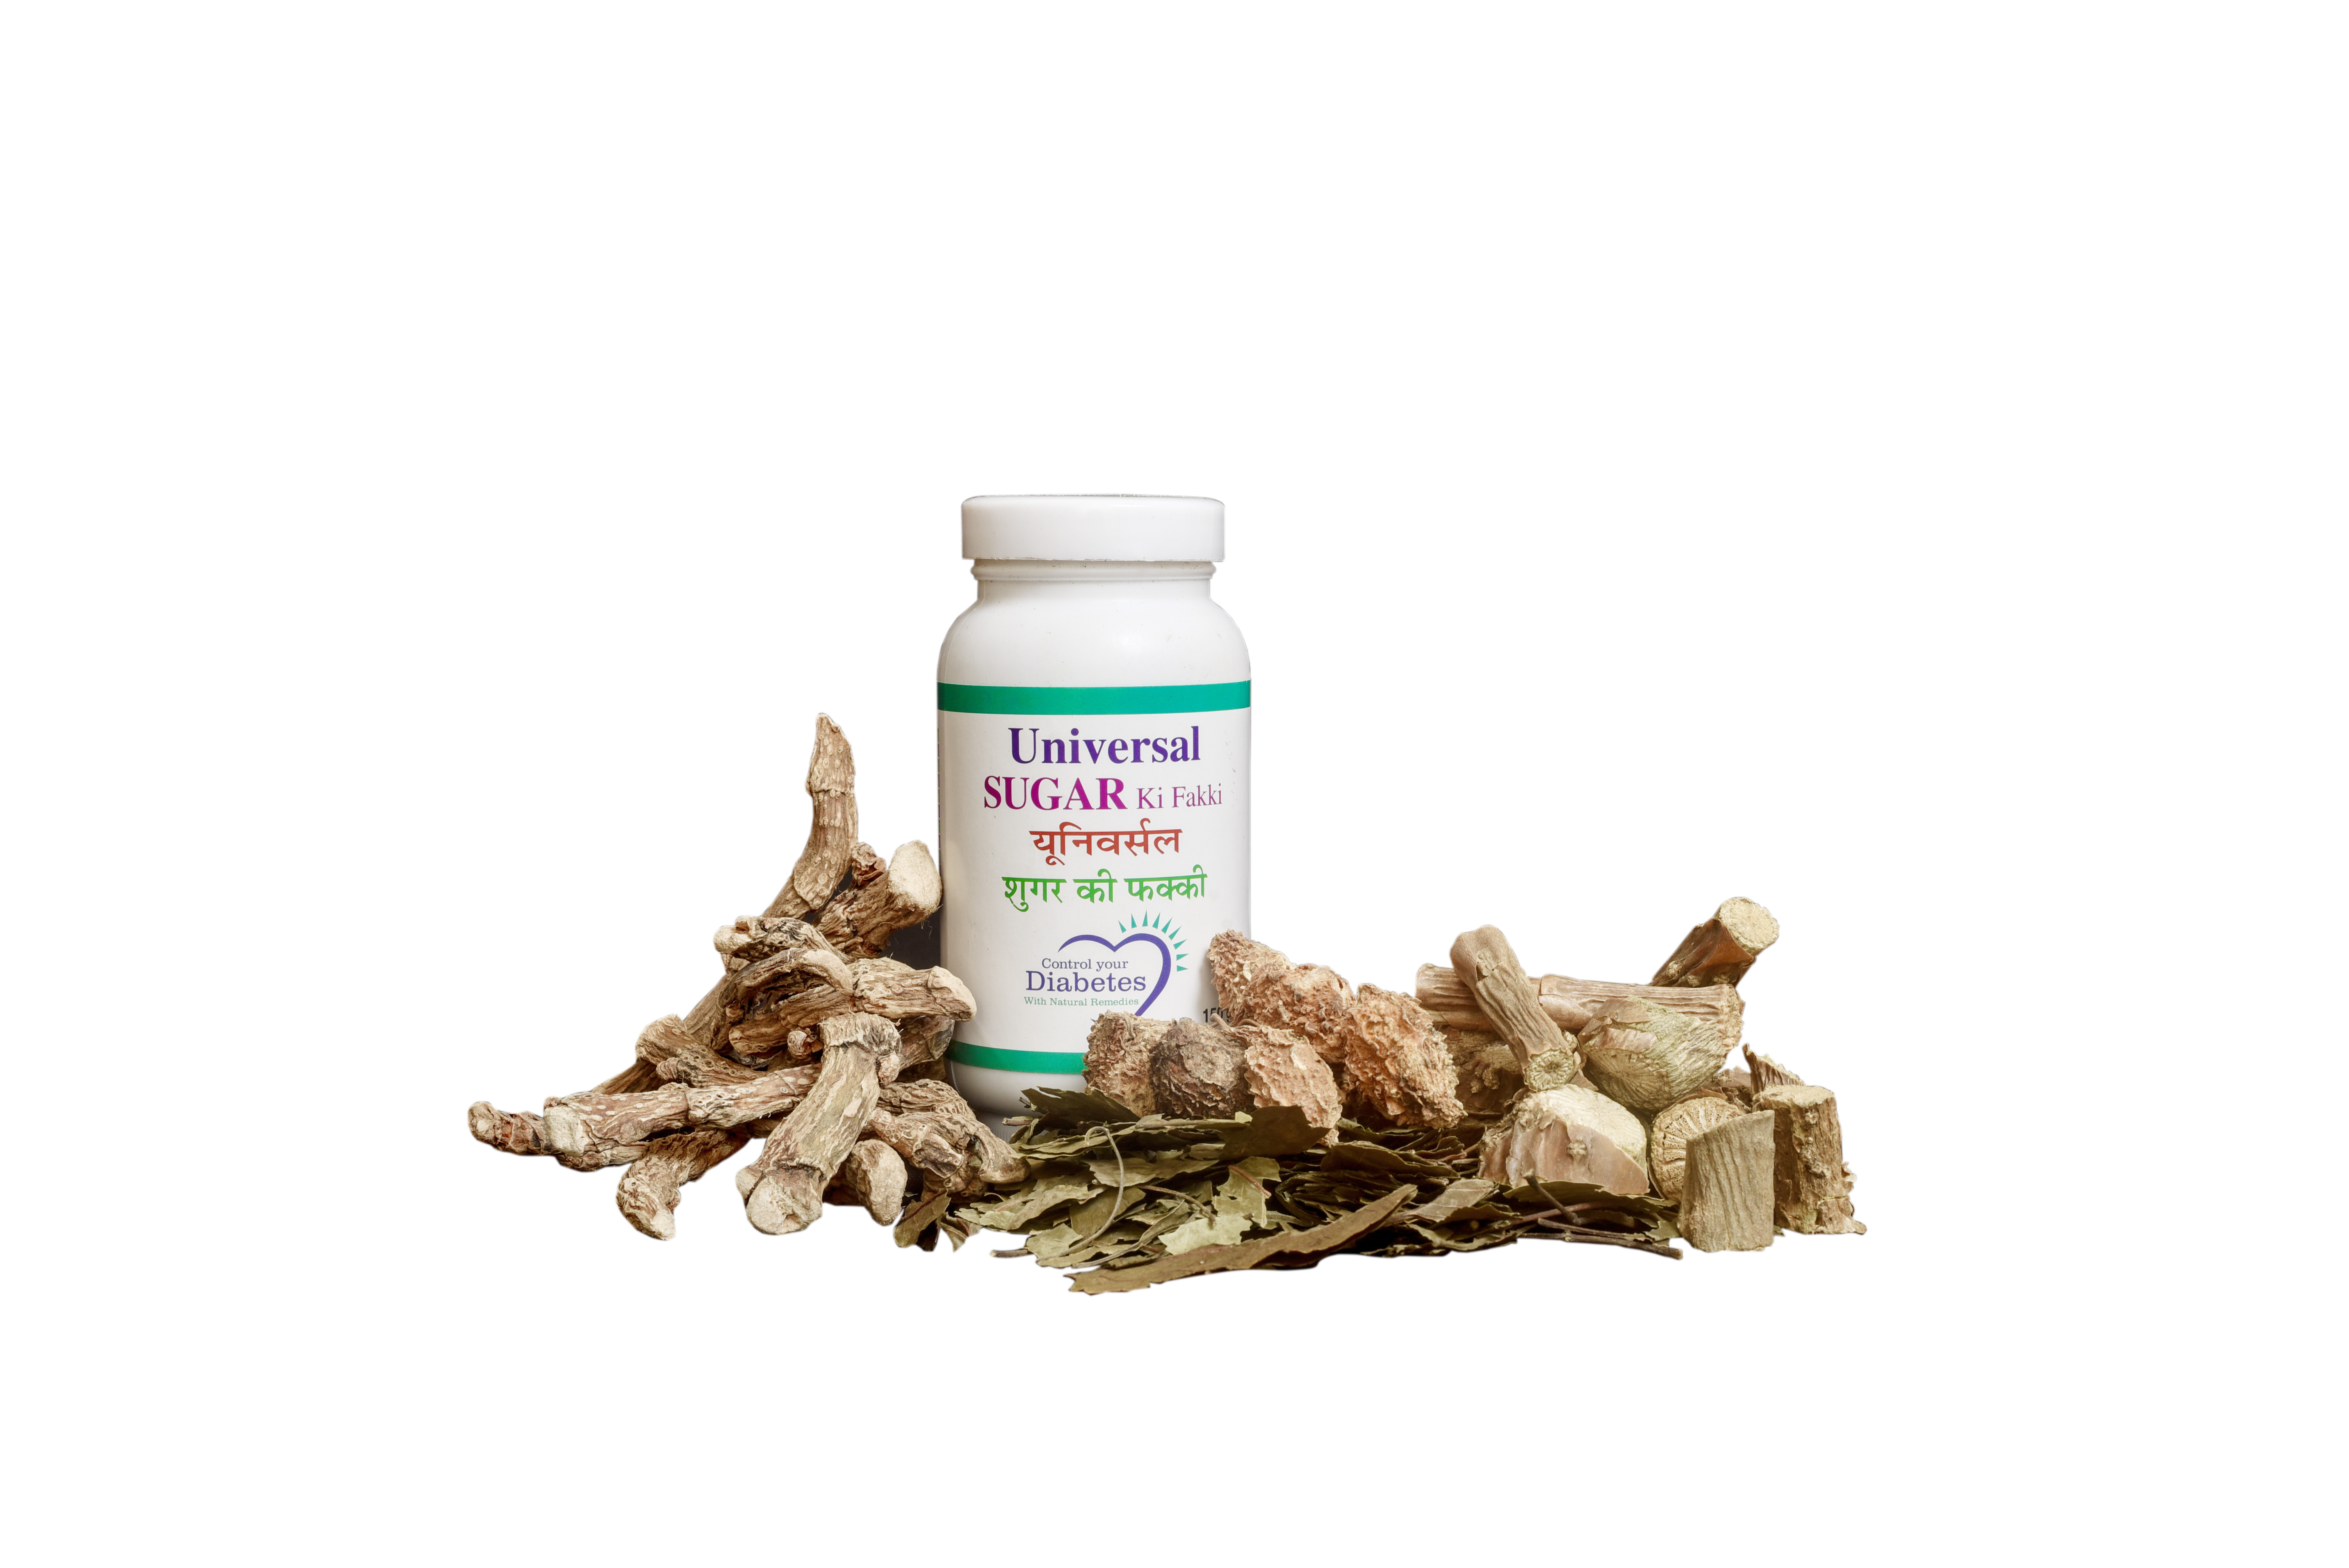 Universal
SUGAR Ki Fakki
यूनिवर्सल
शुगर की फक्की
Control your
Diabetes
With Natural Remedies